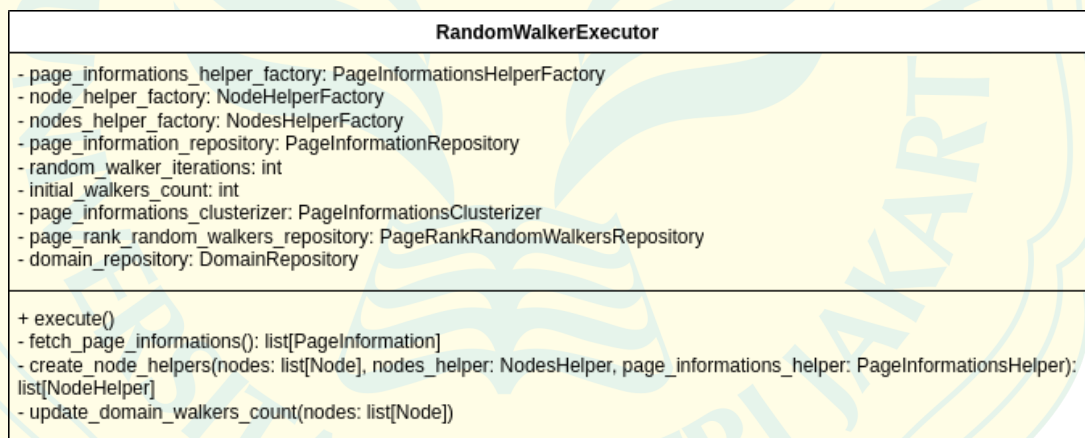 RandomWalkerExecutor
- page_informations_helper_factory: PageInformationsHelperFactory
- node_helper_factory: NodeHelperFactory
- nodes_helper_factory: NodesHelperFactory
- page_information_repository: PageInformationRepository
- random_walker_iterations: int
- initial_walkers_count: int
- page_informations_clusterizer: PageInformationsClusterizer
- page_rank_random_walkers_repository: PageRankRandomWalkersRepository
- domain_repository: DomainRepository
+ execute()
- fetch_page_informations(): list[PageInformation]
- create_node_helpers(nodes: list[Node], nodes_helper: NodesHelper, page_informations_helper: PageInformationsHelper):
list[NodeHelper]
- update_domain_walkers_count(nodes: list[Node])